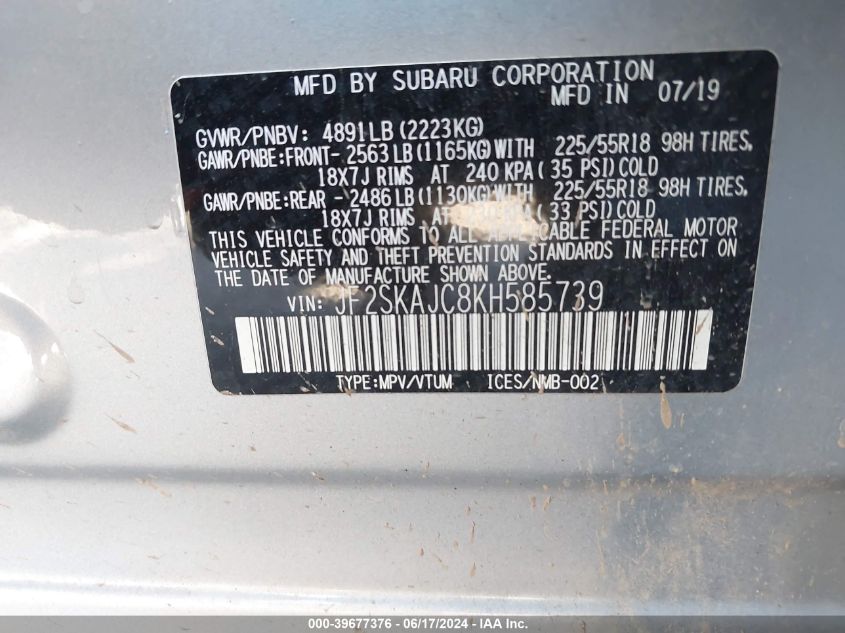 MFD BY SUBARU CORPORATION
MFD IN 07/19
GVWR/PNBV: 4891LB (2223KG)
GAWR/PNBE:FRONT- 2563LB (1165KG) WITH 225/55R18 98H TIRES,
18X7J RIMS AT 240 KPA ( 35 PSI) COLD
GAWR/PNBE:REAR - 2486LB (1130KG) WITH 225/55R18 98H TIRES,
18X7J RIMS AT ( 33 PSI) COLD
THIS VEHICLE CONFORMS TO ALL APPLICABLE FEDERAL MOTOR
VEHICLE SAFETY AND THEFT PREVENTION STANDARDS IN EFFECT ON
THE DATE OF MANUFACTURE SHOWN ABOVE.
VIN: JF2SKAJC8KH585739
TYPE:MPV/VTUM ICES/NMB-002
000-39677376 - 06/17/2024 - IAA Inc.